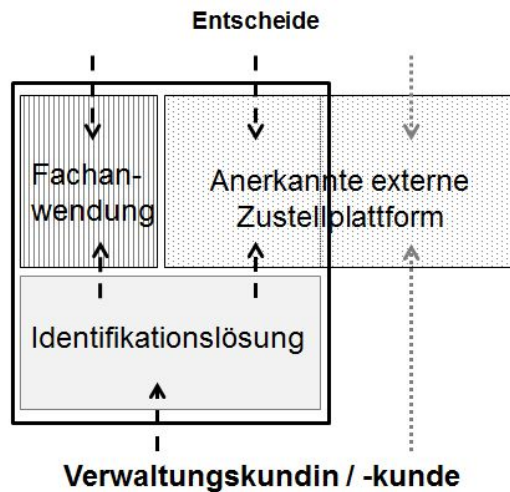 Entscheide
Fachan-
wendung
Anerkannte externe
Zustellplattform
Identifikationslösung
Verwaltungskundin / -kunde